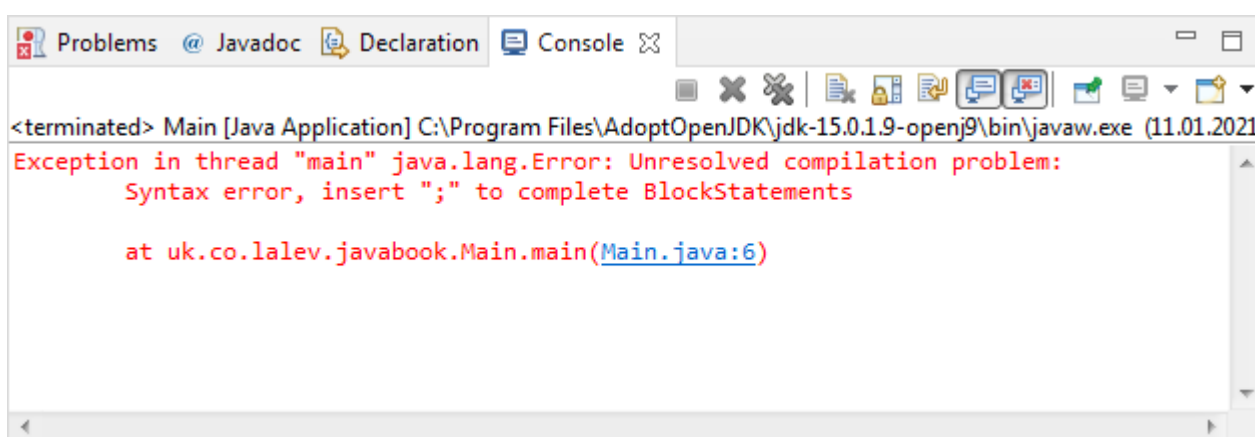 Problems @ Javadoc Declaration Console
<terminated> Main [Java Application] C:\Program Files\AdoptOpenJDK\jdk-15.0.1.9-openj9\bin\javaw.exe (11.01.2021
Exception in thread "main" java.lang.Error: Unresolved compilation problem:
Syntax error, insert ";" to complete BlockStatements
at uk.co.lalev.javabook.Main.main(Main.java:6)